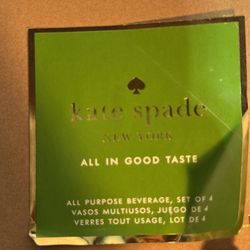 kate spade
NEW YORK
ALL IN GOOD TASTE
ALL PURPOSE BEVERAGE, SET OF 4
VASOS MULTIUSOS, JUEGO DE 4
VERRES TOUT USAGE, LOT DE 4